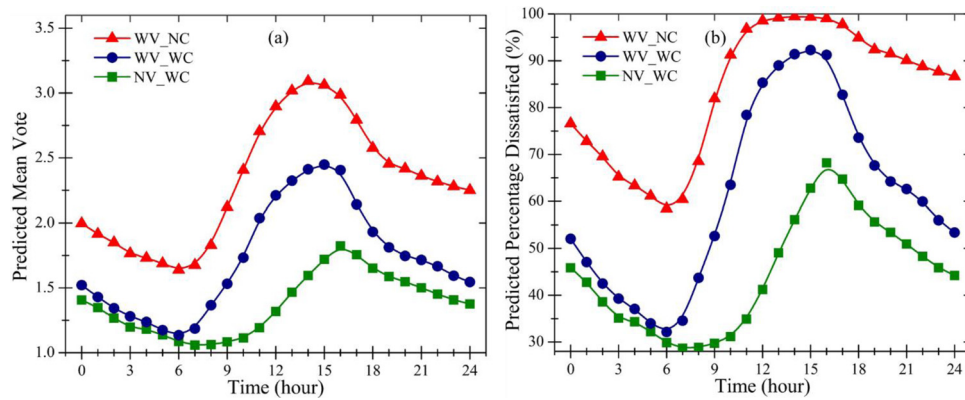 (a)
WV_NC
WV_WC
NV_WC
Predicted Mean Vote
3.5
3.0
2.5
2.0
1.5
1.0
0 3 6 9 12 15 18 21 24
Time (hour)
(b)
WV_NC
WV_WC
NV_WC
Predicted Percentage Dissatisfied (%)
100
90
80
70
60
50
40
30
0 3 6 9 12 15 18 21 24
Time (hour)